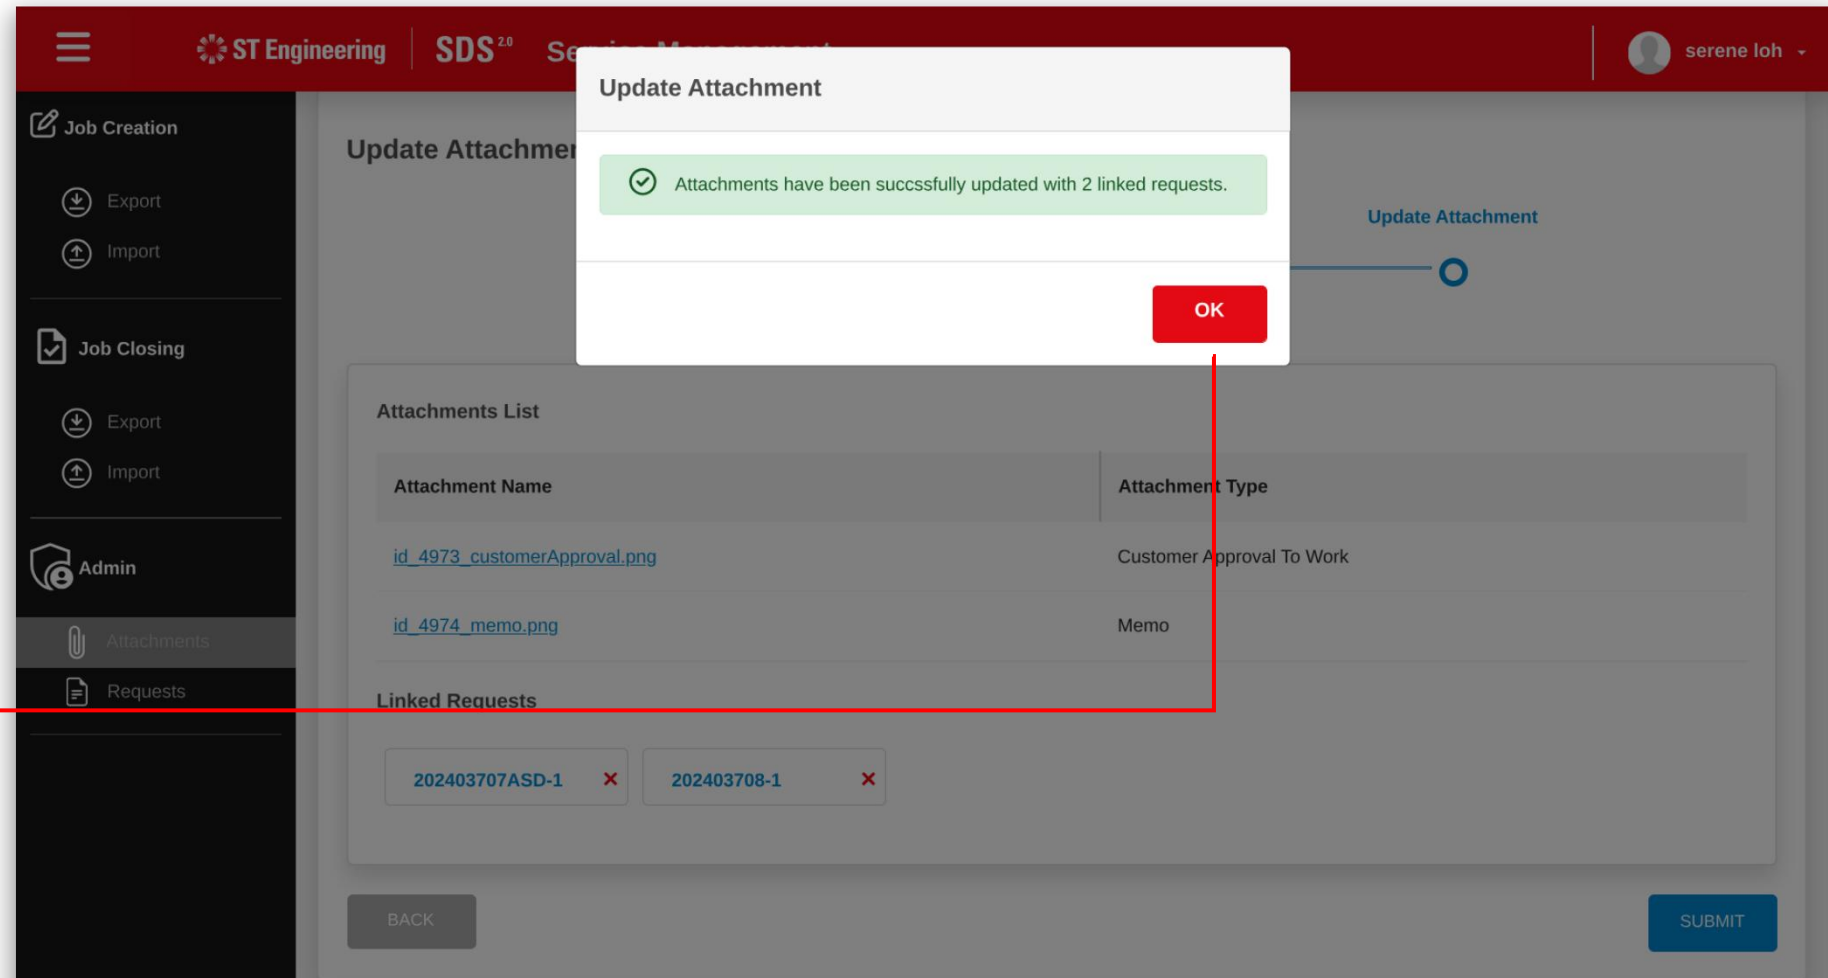 ST Engineering
SDS 2.0
Service Management
serene loh
Update Attachment
Attachments have been succssfully updated with 2 linked requests.
OK
Job Creation
Export
Import
Job Closing
Export
Import
Admin
Attachments
Requests
Update Attachmen
Update Attachment
Attachments List
Attachment Name
Attachment Type
id_4973_customerApproval.png
Customer Approval To Work
id_4974_memo.png
Memo
Linked Requests
202403707ASD-1
202403708-1
BACK
SUBMIT